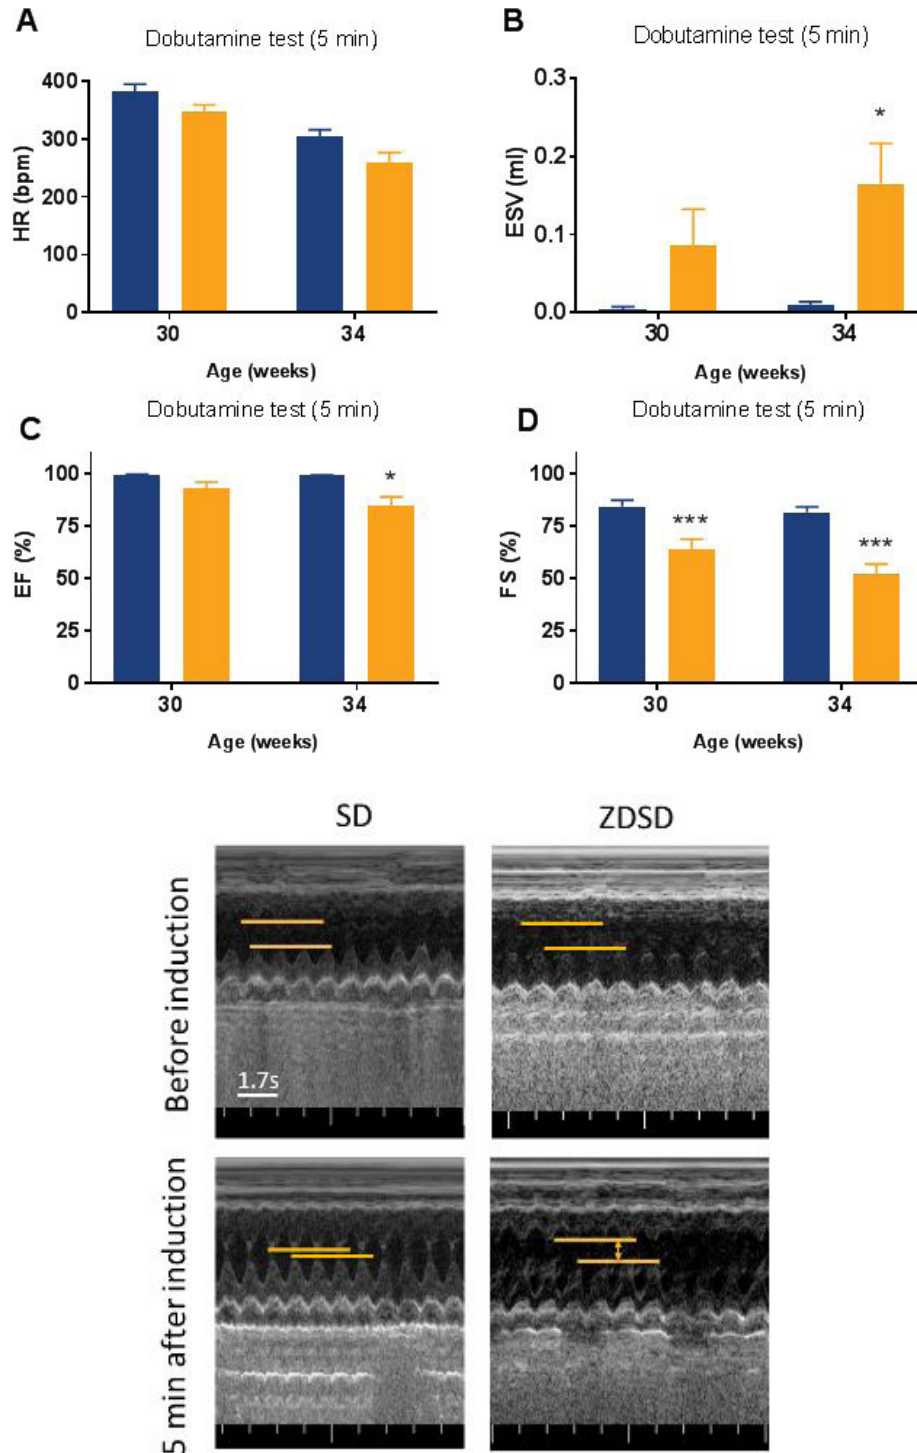 A
Dobutamine test (5 min)
HR (bpm)
400
300
200
100
0
30
34
Age (weeks)
B
Dobutamine test (5 min)
ESV (ml)
0.3
0.2
0.1
0.0
*
30
34
Age (weeks)
C
Dobutamine test (5 min)
EF (%)
100
75
50
25
0
*
30
34
Age (weeks)
D
Dobutamine test (5 min)
FS (%)
100
75
50
25
0
***
***
30
34
Age (weeks)
SD
ZDSD
Before induction
1.7s
5 min after induction